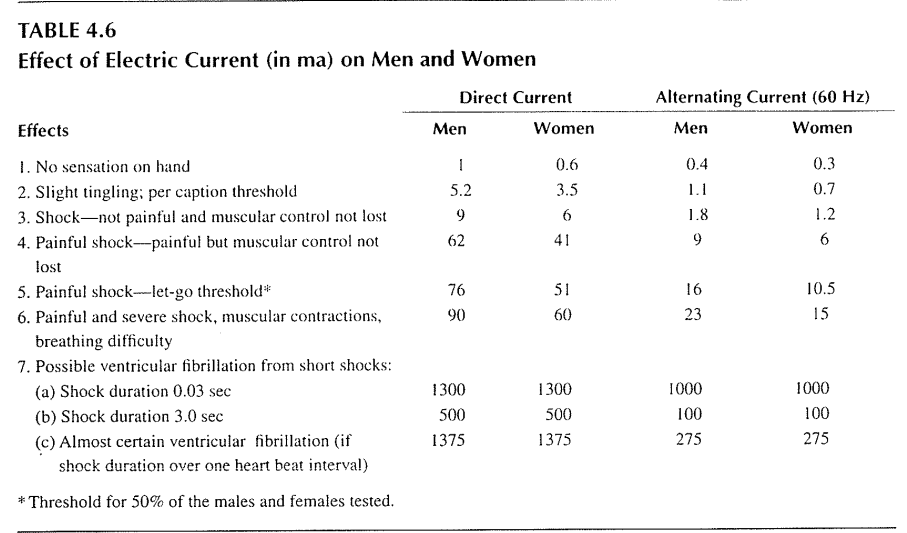 TABLE 4.6
Effect of Electric Current (in ma) on Men and Women
Direct Current Alternating Current (60 Hz)
Effects Men Women Men Women
1. No sensation on hand 1 0.6 0.4 0.3
2. Slight tingling; per caption threshold 5.2 3.5 1.1 0.7
3. Shock—not painful and muscular control not lost 9 6 1.8 1.2
4. Painful shock—painful but muscular control not 62 41 9 6
lost
5. Painful shock—let-go threshold* 76 51 16 10.5
6. Painful and severe shock, muscular contractions, 90 60 23 15
breathing difficulty
7. Possible ventricular fibrillation from short shocks:
(a) Shock duration 0.03 sec 1300 1300 1000 1000
(b) Shock duration 3.0 sec 500 500 100 100
(c) Almost certain ventricular fibrillation (if 1375 1375 275 275
shock duration over one heart beat interval)
*Threshold for 50% of the males and females tested.